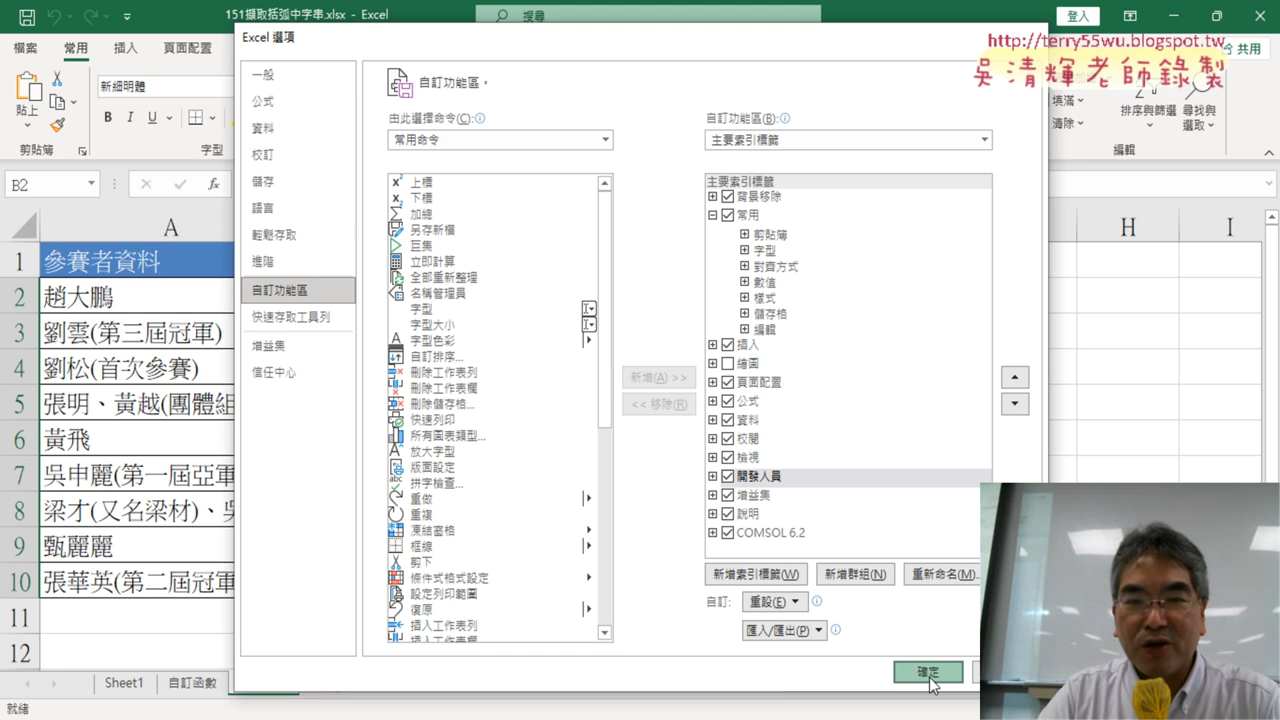 151擷取括弧中字串.xlsx - Excel
搜尋
登入
檔案
常用
插入
頁面配置
共用
http://terry55wu.blogspot.tw
吳清輝老師錄製
貼上
新細明體
B I U
剪貼簿
字型
填滿
清除
排序與篩選
尋找與選取
編輯
B2
fx
A
H
I
1 參賽者資料
2 趙大鵬
3 劉雲(第三屆冠軍)
4 劉松(首次參賽)
5 張明、黃越(團體組
6 黃飛
7 吳申麗(第一屆亞軍
8 梁才(又名梁材)、吳
9 甄麗麗
10 張華英(第二屆冠軍
11
12
Sheet1
自訂函數
就緒
Excel 選項
一般
公式
資料
校訂
儲存
語言
輕鬆存取
進階
自訂功能區
快速存取工具列
增益集
信任中心
自訂功能區。
由此選擇命令(C):
常用命令
上標
下標
加總
另存新檔
巨集
立即計算
全部重新整理
名稱管理員
字型
字型大小
字型色彩
自訂排序...
刪除工作表列
刪除工作表欄
刪除儲存格...
快速列印
所有圖表類型...
放大字型
版面設定
拼字檢查...
重做
重複
凍結窗格
框線
剪下
條件式格式設定
設定列印範圍
復原
插入工作表列
插入工作表欄
新增(A) >>
<< 移除(R)
自訂功能區(B):
主要索引標籤
主要索引標籤
背景移除
常用
剪貼簿
字型
對齊方式
數值
樣式
儲存格
編輯
插入
繪圖
頁面配置
公式
資料
校閱
檢視
開發人員
增益集
說明
COMSOL 6.2
新增索引標籤(W)
新增群組(N)
重新命名(M)...
自訂:
重設(E)
匯入/匯出(P)
確定